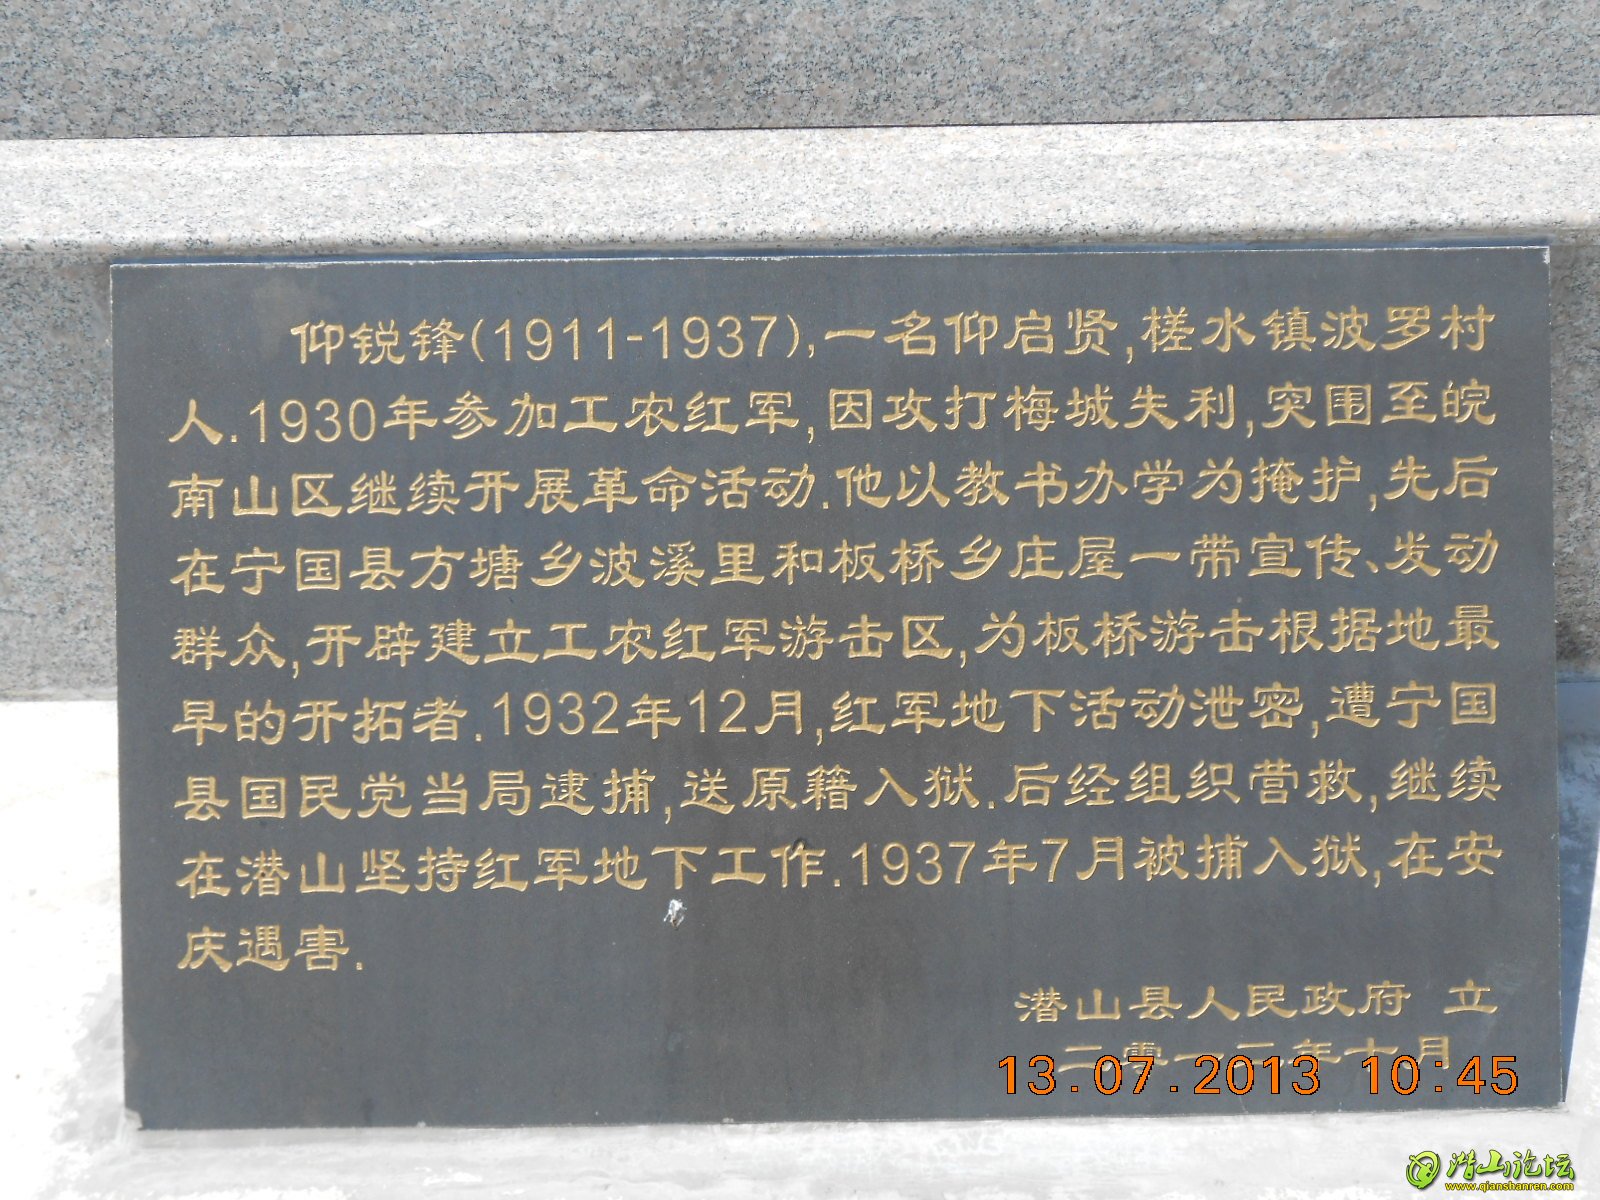 仰锐锋(1911-1937),一名仰启贤,槎水镇波罗村
人.1930年参加工农红军,因攻打梅城失利,突围至皖
南山区继续开展革命活动.他以教书办学为掩护,先后
在宁国县方塘乡波溪里和板桥乡庄屋一带宣传、发动
群众,开辟建立工农红军游击区,为板桥游击根据地最
早的开拓者.1932年12月,红军地下活动泄密,遭宁国
县国民党当局逮捕,送原籍入狱.后经组织营救,继续
在潜山坚持红军地下工作.1937年7月被捕入狱,在安
庆遇害.
潜山县人民政府 立
二零一二年十月
13.07.2013 10:45
潜山论坛
www.qianshanren.com